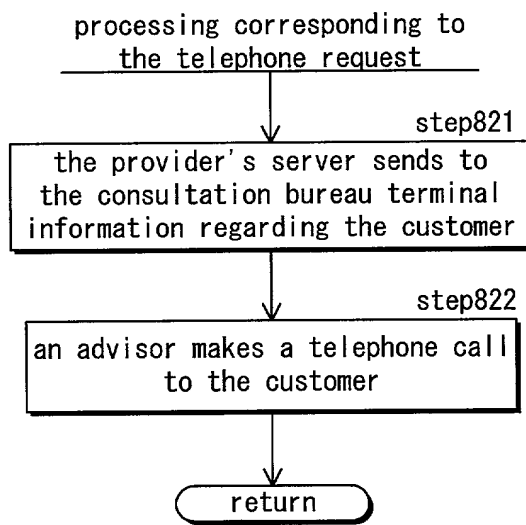 processing corresponding to
the telephone request
step821
the provider's server sends to
the consultation bureau terminal
information regarding the customer
step822
an advisor makes a telephone call
to the customer
return